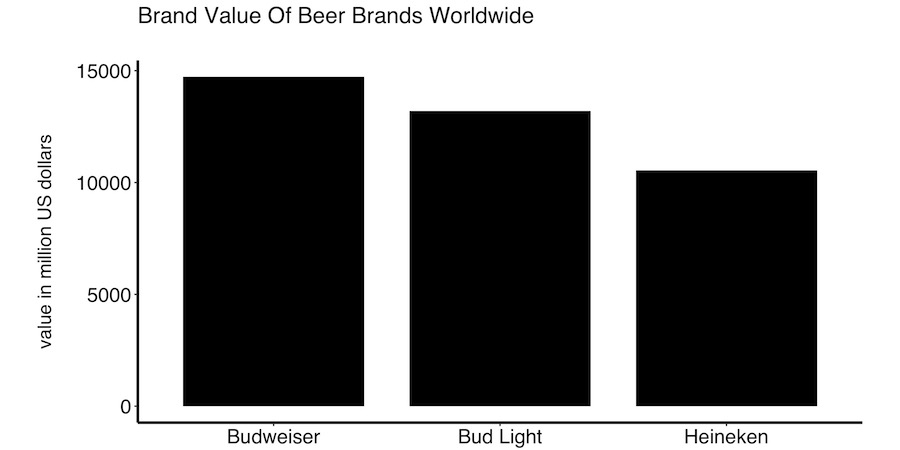 Brand Value Of Beer Brands Worldwide
value in million US dollars
15000
10000
5000
0
Budweiser
Bud Light
Heineken